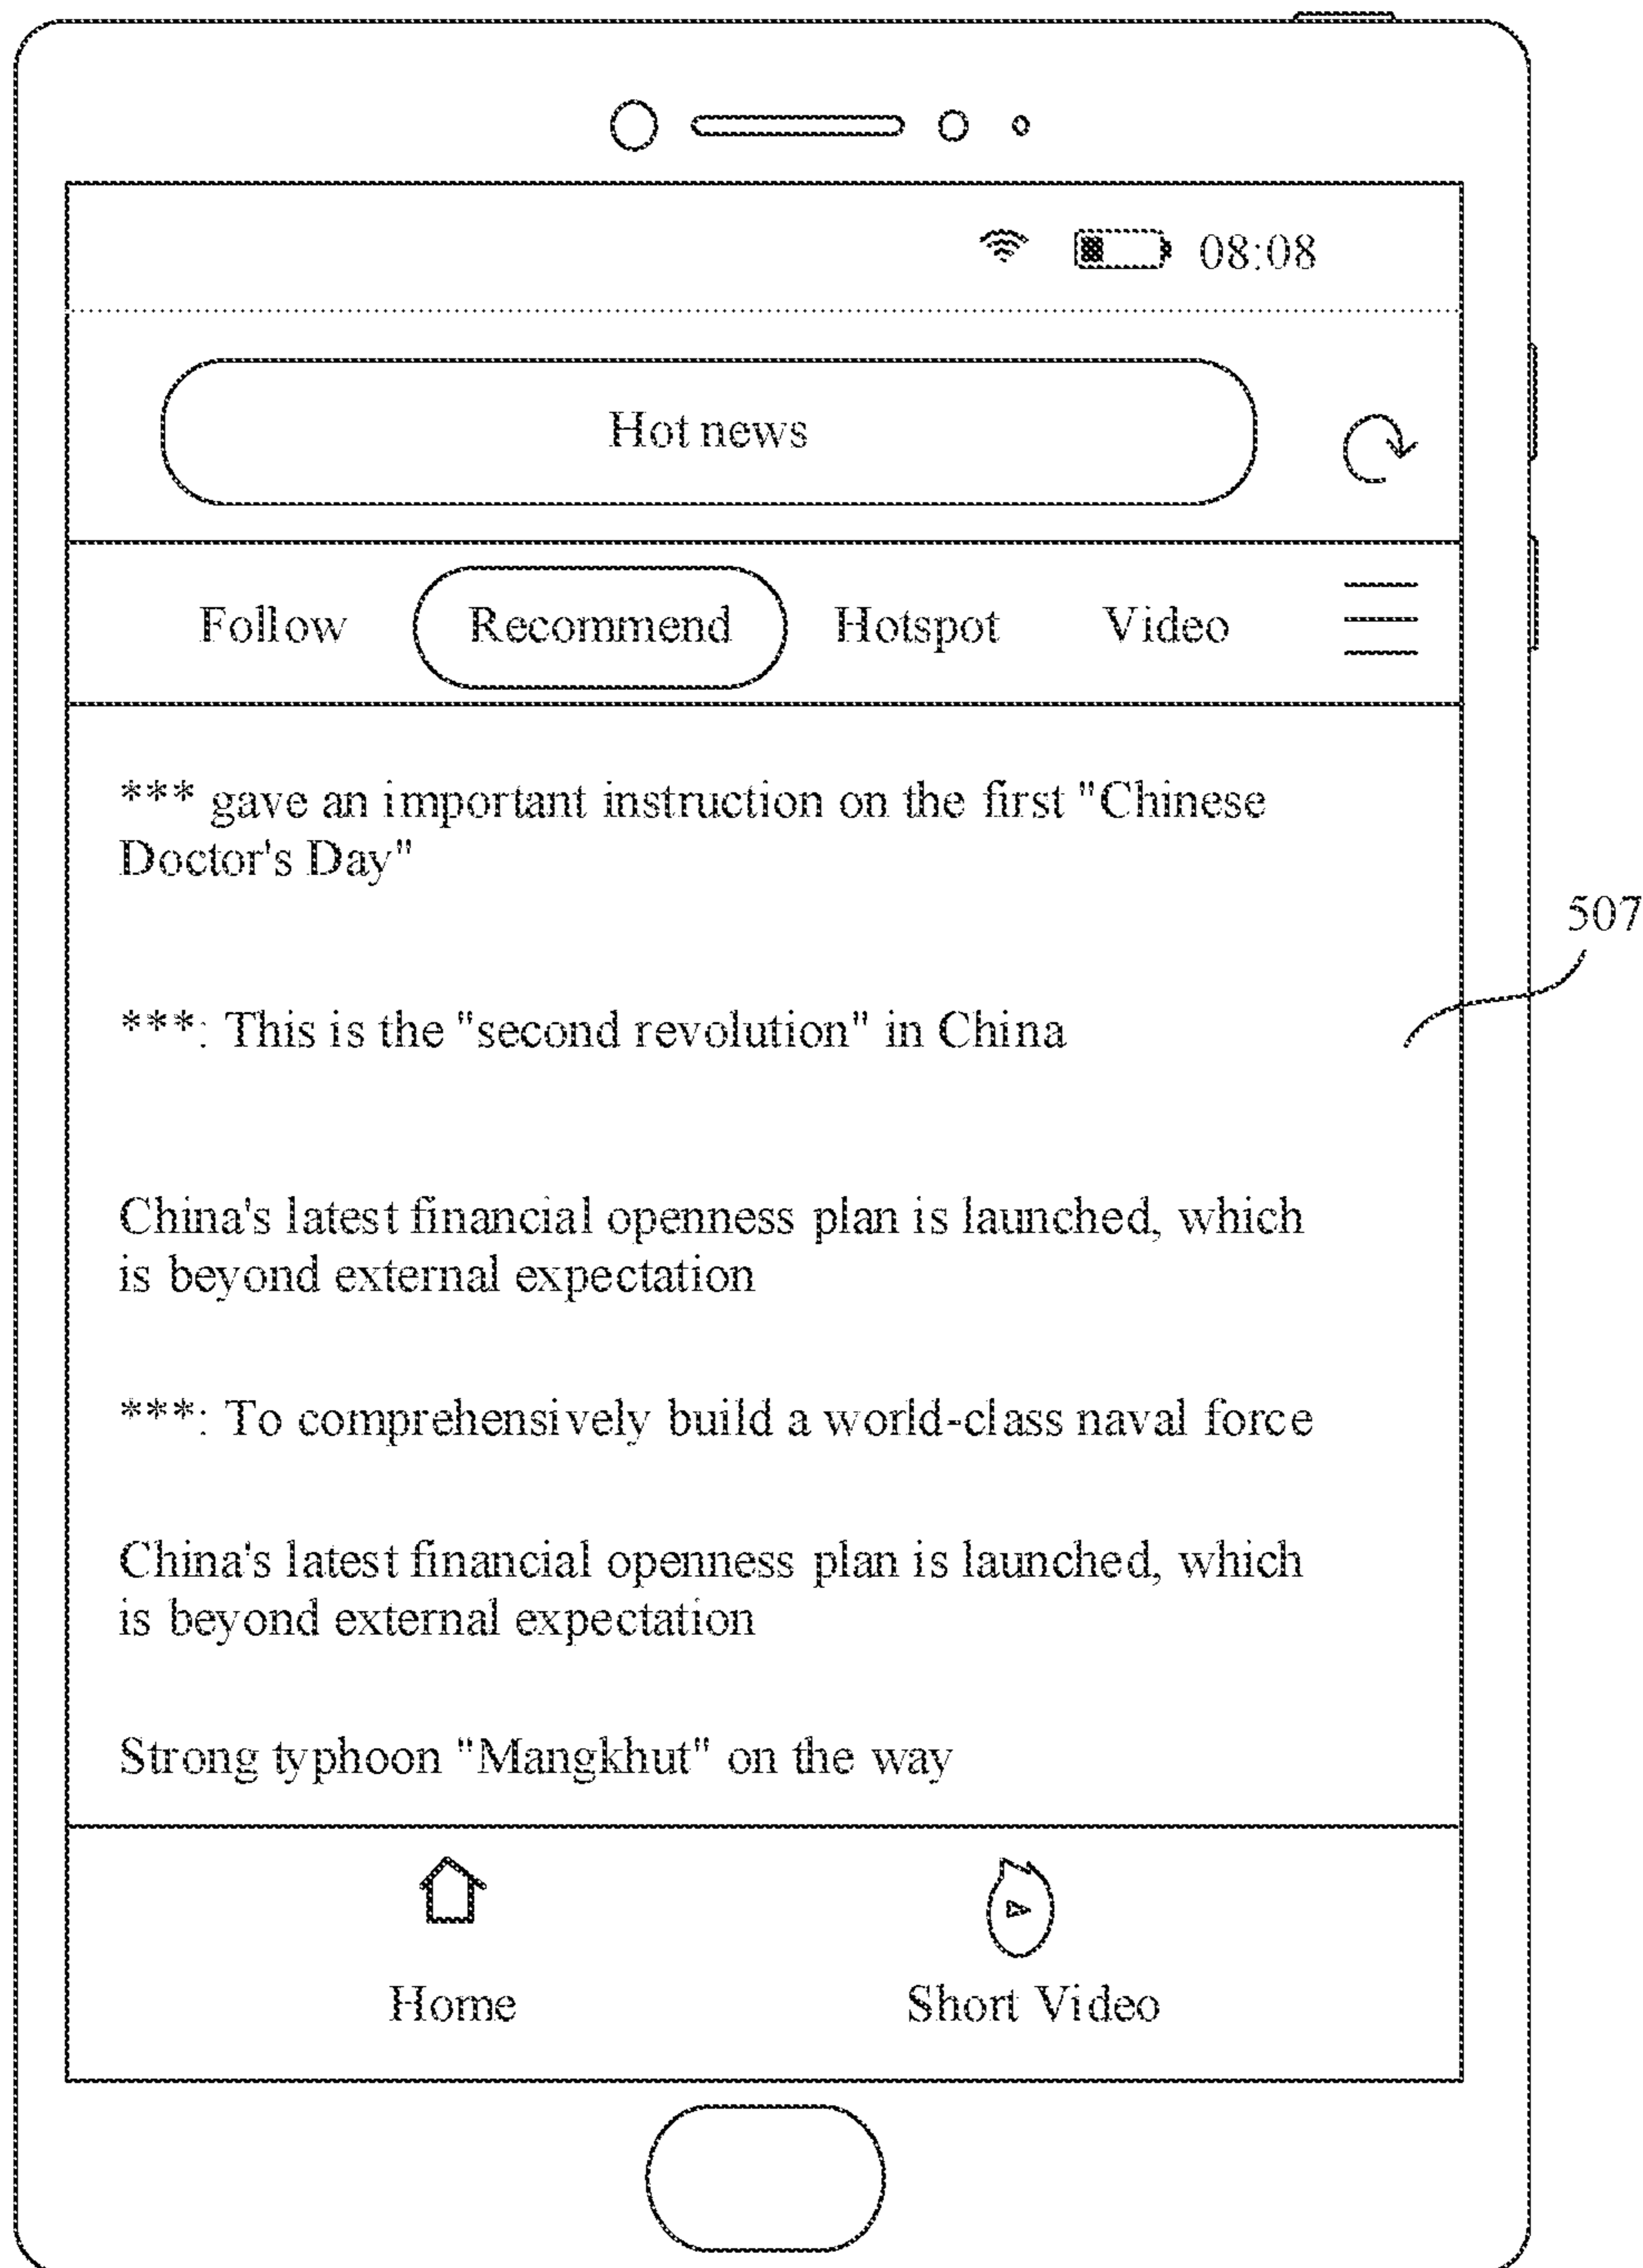 08:08
Hot news
Follow Recommend Hotspot Video
*** gave an important instruction on the first "Chinese
Doctor's Day"
507
***: This is the "second revolution" in China
China's latest financial openness plan is launched, which
is beyond external expectation
***: To comprehensively build a world-class naval force
China's latest financial openness plan is launched, which
is beyond external expectation
Strong typhoon "Mangkhut" on the way
Home Short Video